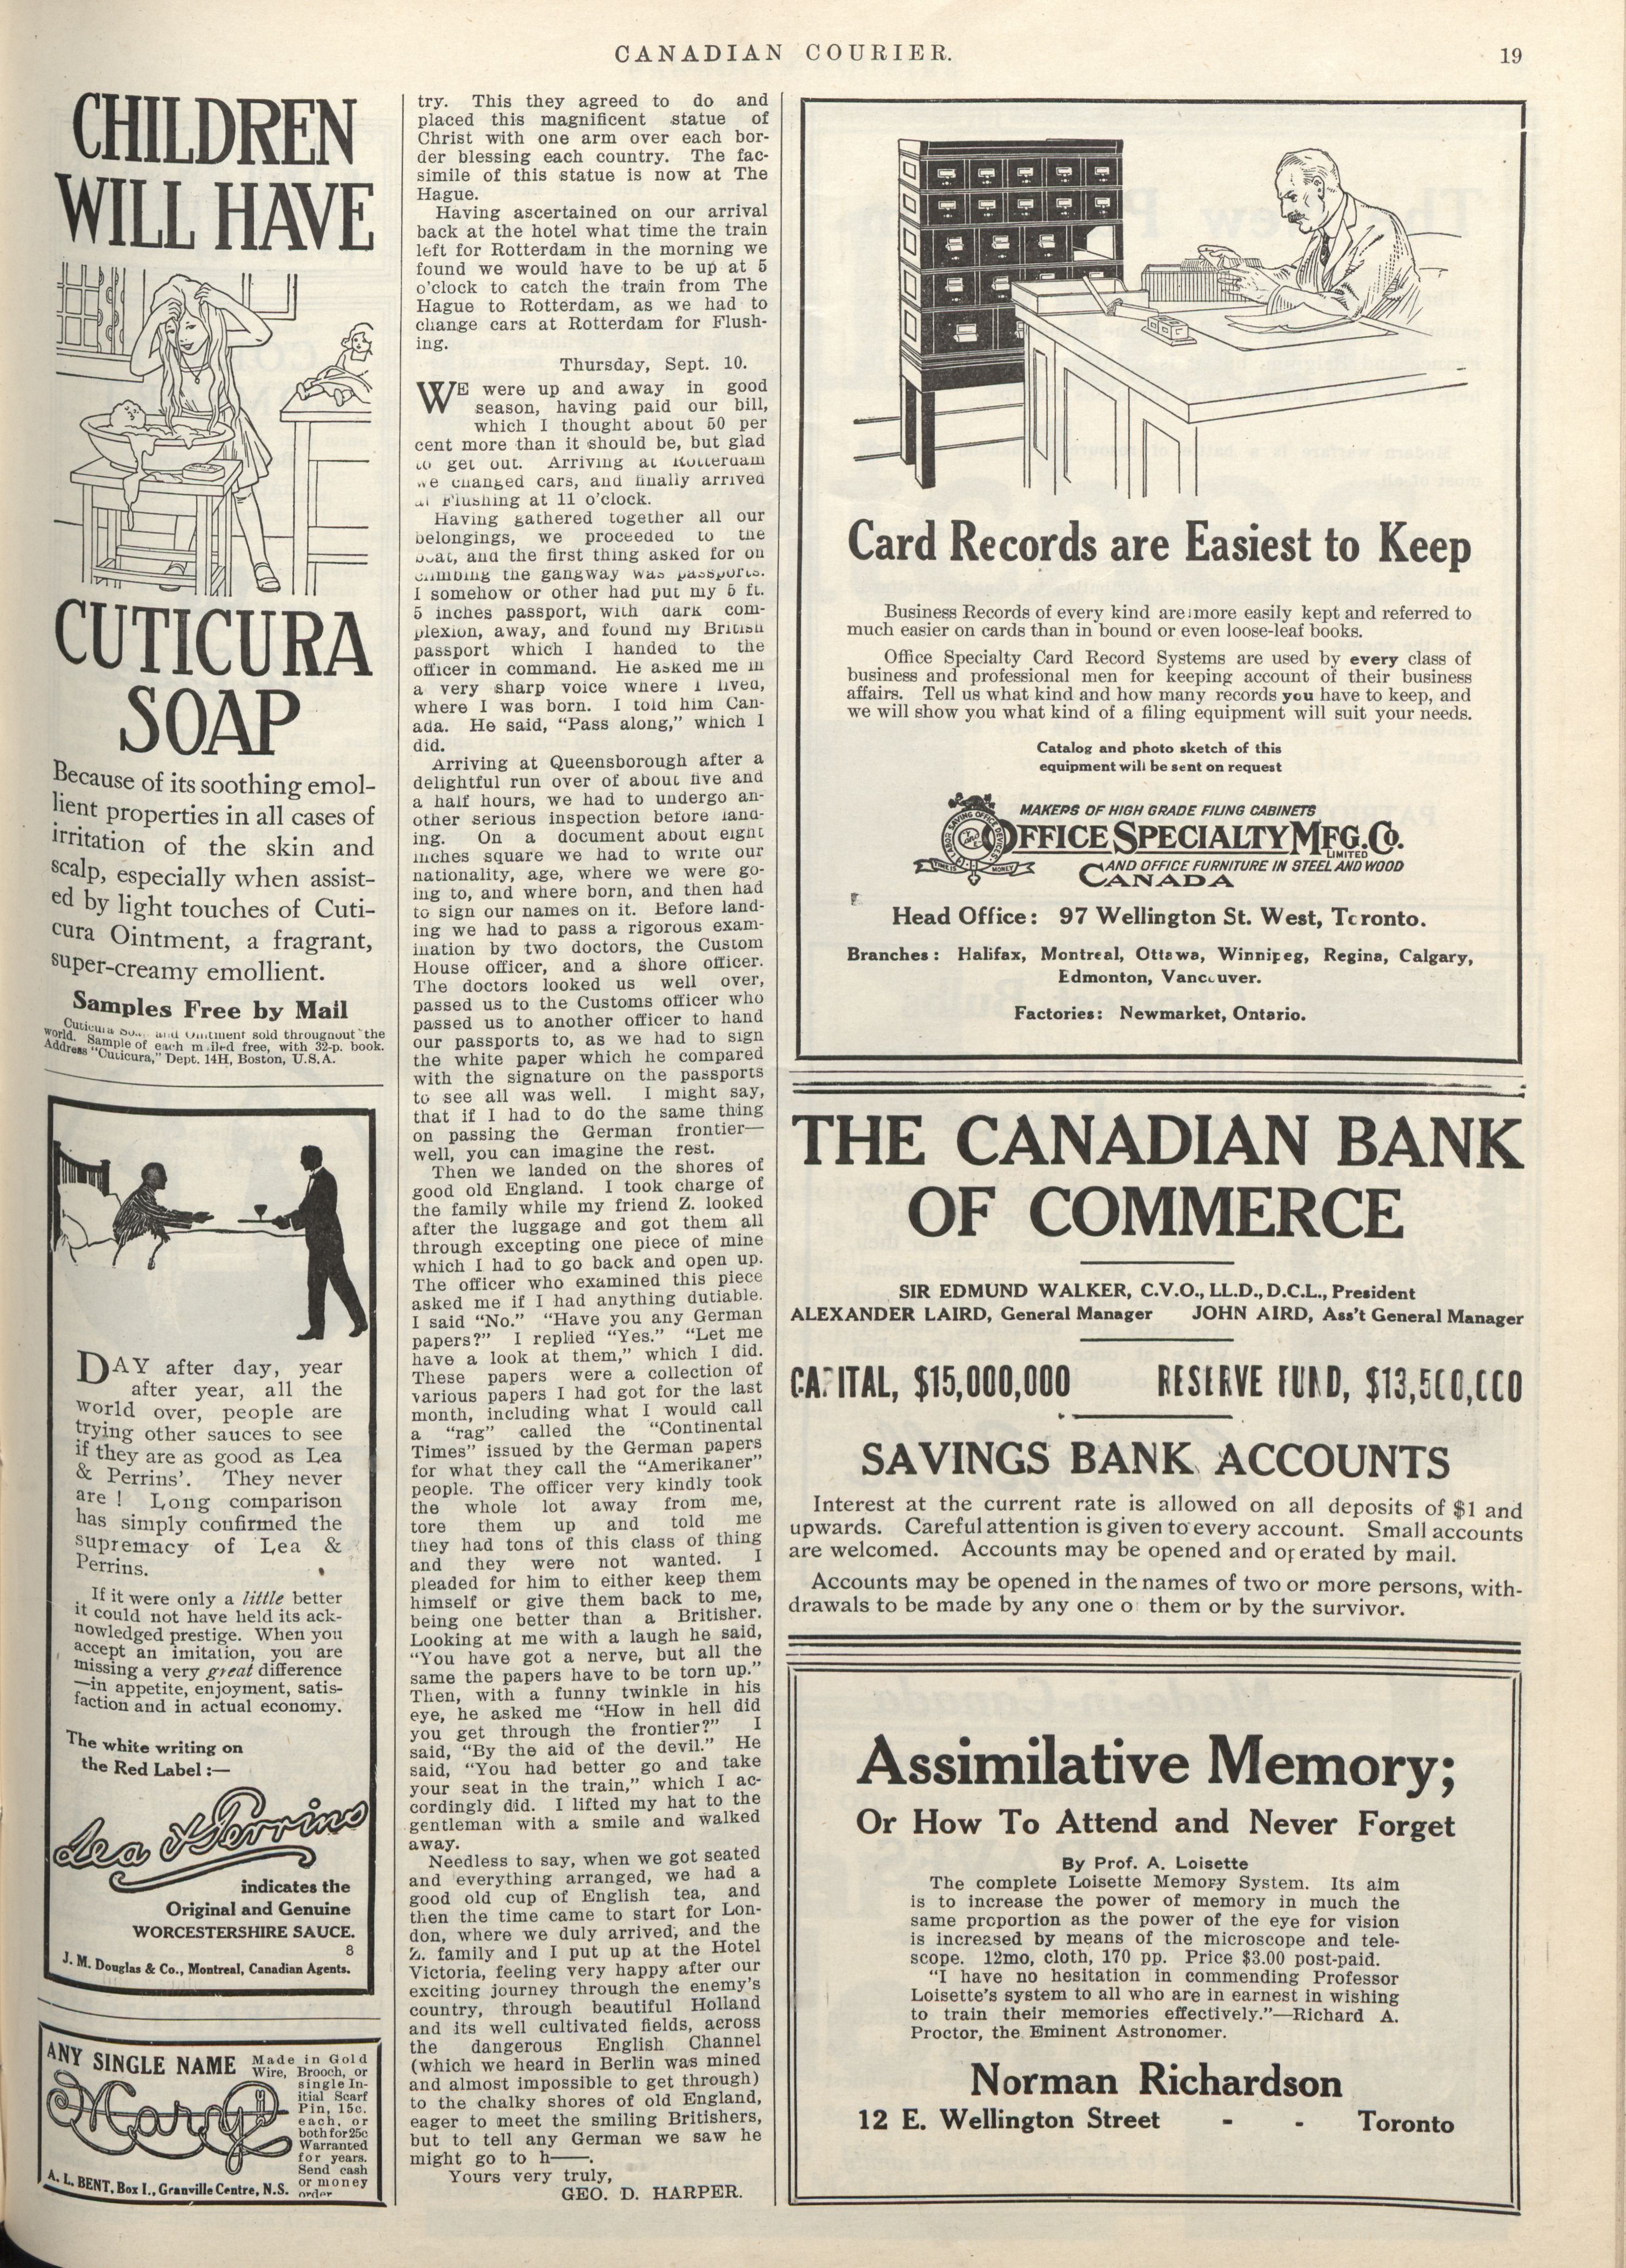 CANADIAN COURIER.
19
CHILDREN
WILL HAVE
CUTICURA
SOAP
Because of its soothing emol-
lient properties in all cases of
irritation of the skin and
scalp, especially when assist-
ed by light touches of Cuti-
cura Ointment, a fragrant,
super-creamy emollient.
Samples Free by Mail
Cuticura Soap and Ointment sold throughout the
world. Sample of each mailed free, with 32-p. book.
Address "Cuticura," Dept. 14H, Boston, U.S.A.
DAY after day, year
after year, all the
world over, people are
trying other sauces to see
if they are as good as Lea
& Perrins'. They never
are ! Long comparison
has simply confirmed the
supremacy of Lea &
Perrins.
If it were only a little better
it could not have held its ack-
nowledged prestige. When you
accept an imitation, you are
missing a very great difference
—in appetite, enjoyment, satis-
faction and in actual economy.
The white writing on
the Red Label :—
Lea & Perrins
indicates the
Original and Genuine
WORCESTERSHIRE SAUCE.
8
J. M. Douglas & Co., Montreal, Canadian Agents.
ANY SINGLE NAME
Mary
Made in Gold
Wire, Brooch, or
single In-
itial Scarf
Pin, 15c.
each, or
both for 25c
Warranted
for years.
Send cash
or money
order
A. L. BENT, Box I., Granville Centre, N.S.
try. This they agreed to do and
placed this magnificent statue of
Christ with one arm over each bor-
der blessing each country. The fac-
simile of this statue is now at The
Hague.
Having ascertained on our arrival
back at the hotel what time the train
left for Rotterdam in the morning we
found we would have to be up at 5
o'clock to catch the train from The
Hague to Rotterdam, as we had to
change cars at Rotterdam for Flush-
ing.
Thursday, Sept. 10.
WE were up and away in good
season, having paid our bill,
which I thought about 50 per
cent more than it should be, but glad
to get out. Arriving at Rotterdam
we changed cars, and finally arrived
at Flushing at 11 o'clock.
Having gathered together all our
belongings, we proceeded to the
boat, and the first thing asked for on
climbing the gangway was passports.
I somehow or other had put my 5 ft.
5 inches passport, with dark com-
plexion, away, and found my British
passport which I handed to the
officer in command. He asked me in
a very sharp voice where I lived,
where I was born. I told him Can-
ada. He said, "Pass along," which I
did.
Arriving at Queensborough after a
delightful run over of about five and
a half hours, we had to undergo an-
other serious inspection before land-
ing. On a document about eight
inches square we had to write our
nationality, age, where we were go-
ing to, and where born, and then had
to sign our names on it. Before land-
ing we had to pass a rigorous exam-
ination by two doctors, the Custom
House officer, and a shore officer.
The doctors looked us well over,
passed us to the Customs officer who
passed us to another officer to hand
our passports to, as we had to sign
the white paper which he compared
with the signature on the passports
to see all was well. I might say,
that if I had to do the same thing
on passing the German frontier—
well, you can imagine the rest.
Then we landed on the shores of
good old England. I took charge of
the family while my friend Z. looked
after the luggage and got them all
through excepting one piece of mine
which I had to go back and open up.
The officer who examined this piece
asked me if I had anything dutiable.
I said "No." "Have you any German
papers?" I replied "Yes." "Let me
have a look at them," which I did.
These papers were a collection of
various papers I had got for the last
month, including what I would call
a "rag" called the "Continental
Times" issued by the German papers
for what they call the "Amerikaner"
people. The officer very kindly took
the whole lot away from me,
tore them up and told me
they had tons of this class of thing
and they were not wanted. I
pleaded for him to either keep them
himself or give them back to me,
being one better than a Britisher.
Looking at me with a laugh he said,
"You have got a nerve, but all the
same the papers have to be torn up."
Then, with a funny twinkle in his
eye, he asked me "How in hell did
you get through the frontier?" I
said, "By the aid of the devil." He
said, "You had better go and take
your seat in the train," which I ac-
cordingly did. I lifted my hat to the
gentleman with a smile and walked
away.
Needless to say, when we got seated
and everything arranged, we had a
good old cup of English tea, and
then the time came to start for Lon-
don, where we duly arrived, and the
Z. family and I put up at the Hotel
Victoria, feeling very happy after our
exciting journey through the enemy's
country, through beautiful Holland
and its well cultivated fields, across
the dangerous English Channel
(which we heard in Berlin was mined
and almost impossible to get through)
to the chalky shores of old England,
eager to meet the smiling Britishers,
but to tell any German we saw he
might go to h——.
Yours very truly,
GEO. D. HARPER.
Card Records are Easiest to Keep
Business Records of every kind are more easily kept and referred to
much easier on cards than in bound or even loose-leaf books.
Office Specialty Card Record Systems are used by every class of
business and professional men for keeping account of their business
affairs. Tell us what kind and how many records you have to keep, and
we will show you what kind of a filing equipment will suit your needs.
Catalog and photo sketch of this
equipment will be sent on request
MAKERS OF HIGH GRADE FILING CABINETS
OFFICE SPECIALTY MFG. CO.
LIMITED
AND OFFICE FURNITURE IN STEEL AND WOOD
CANADA
Head Office: 97 Wellington St. West, Toronto.
Branches: Halifax, Montreal, Ottawa, Winnipeg, Regina, Calgary,
Edmonton, Vancouver.
Factories: Newmarket, Ontario.
THE CANADIAN BANK
OF COMMERCE
SIR EDMUND WALKER, C.V.O., LL.D., D.C.L., President
ALEXANDER LAIRD, General Manager JOHN AIRD, Ass't General Manager
CAPITAL, $15,000,000 RESERVE FUND, $13,500,000
SAVINGS BANK ACCOUNTS
Interest at the current rate is allowed on all deposits of $1 and
upwards. Careful attention is given to every account. Small accounts
are welcomed. Accounts may be opened and operated by mail.
Accounts may be opened in the names of two or more persons, with-
drawals to be made by any one o them or by the survivor.
Assimilative Memory;
Or How To Attend and Never Forget
By Prof. A. Loisette
The complete Loisette Memory System. Its aim
is to increase the power of memory in much the
same proportion as the power of the eye for vision
is increased by means of the microscope and tele-
scope. 12mo, cloth, 170 pp. Price $3.00 post-paid.
"I have no hesitation in commending Professor
Loisette's system to all who are in earnest in wishing
to train their memories effectively."—Richard A.
Proctor, the Eminent Astronomer.
Norman Richardson
12 E. Wellington Street - - Toronto